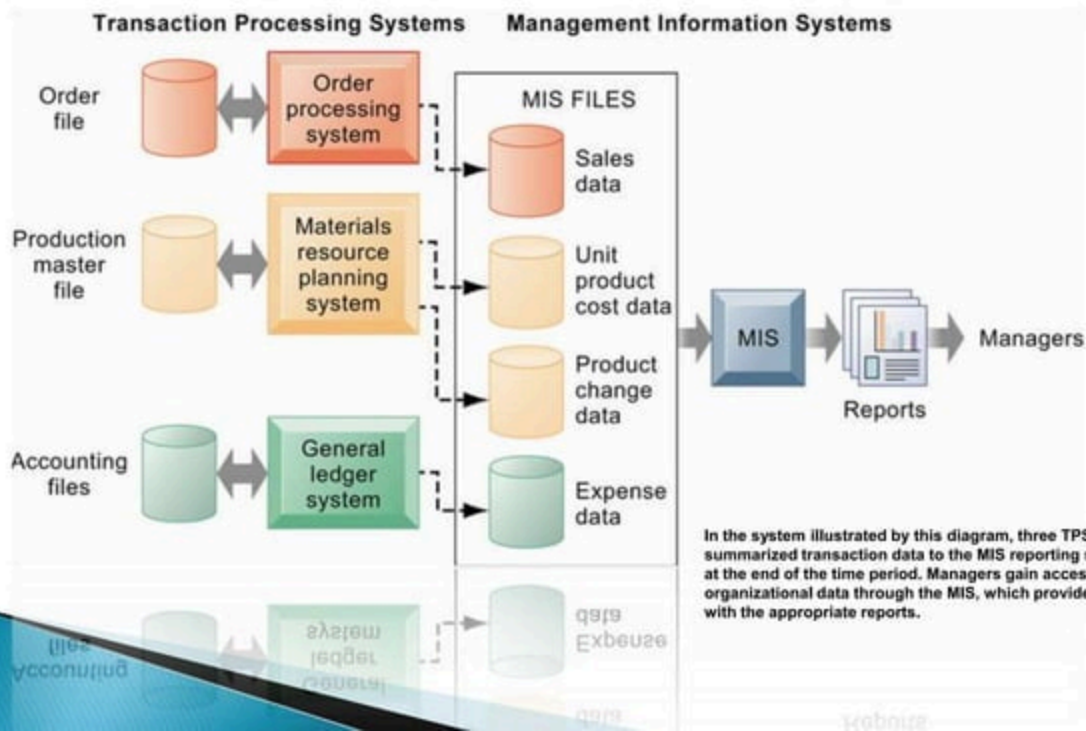 Transaction Processing Systems
Management Information Systems
Order
file
Order
processing
system
MIS FILES
Sales
data
Production
master
file
Materials
resource
planning
system
Unit
product
cost data
Product
change
data
MIS
Reports
Managers
Accounting
files
General
ledger
system
Expense
data
In the system illustrated by this diagram, three TPS
summarized transaction data to the MIS reporting
at the end of the time period. Managers gain
organizational data through the MIS, which
with the appropriate reports.